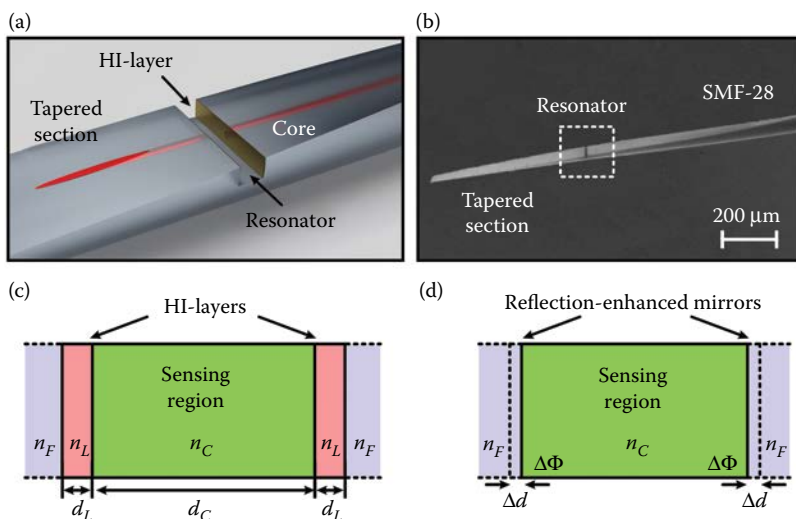 (a)
HI-layer
Tapered
section
Core
Resonator
(b)
Resonator
SMF-28
Tapered
section
200 μm
(c)
HI-layers
Sensing
region
n_F
n_L
n_C
n_L
n_F
d_L
d_C
d_L
(d)
Reflection-enhanced mirrors
Sensing
region
n_F
n_C
n_F
ΔΦ
ΔΦ
Δd
Δd